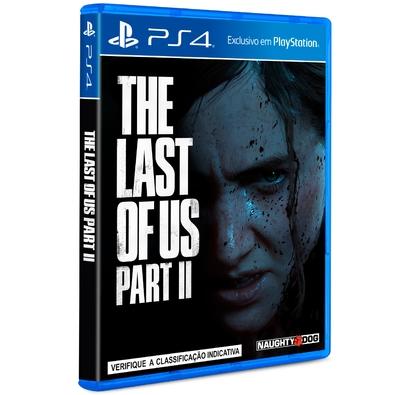 PS4
Exclusivo em PlayStation®
PS4
THE LAST OF US PART II
THE
LAST
OF US
PART II
VERIFIQUE A CLASSIFICAÇÃO INDICATIVA
NAUGHTY DOG